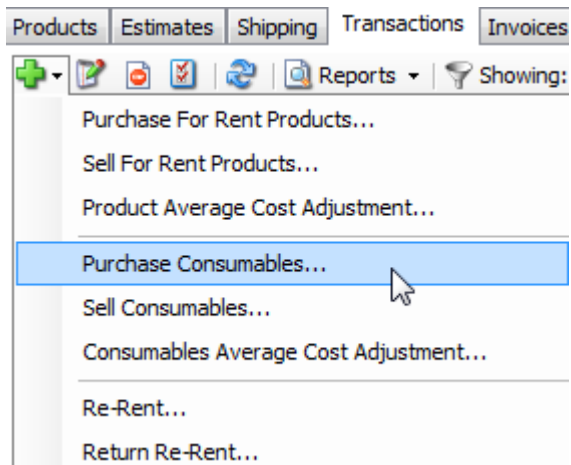 Products Estimates Shipping Transactions Invoices
Reports Showing:
Purchase For Rent Products...
Sell For Rent Products...
Product Average Cost Adjustment...
Purchase Consumables...
Sell Consumables...
Consumables Average Cost Adjustment...
Re-Rent...
Return Re-Rent...